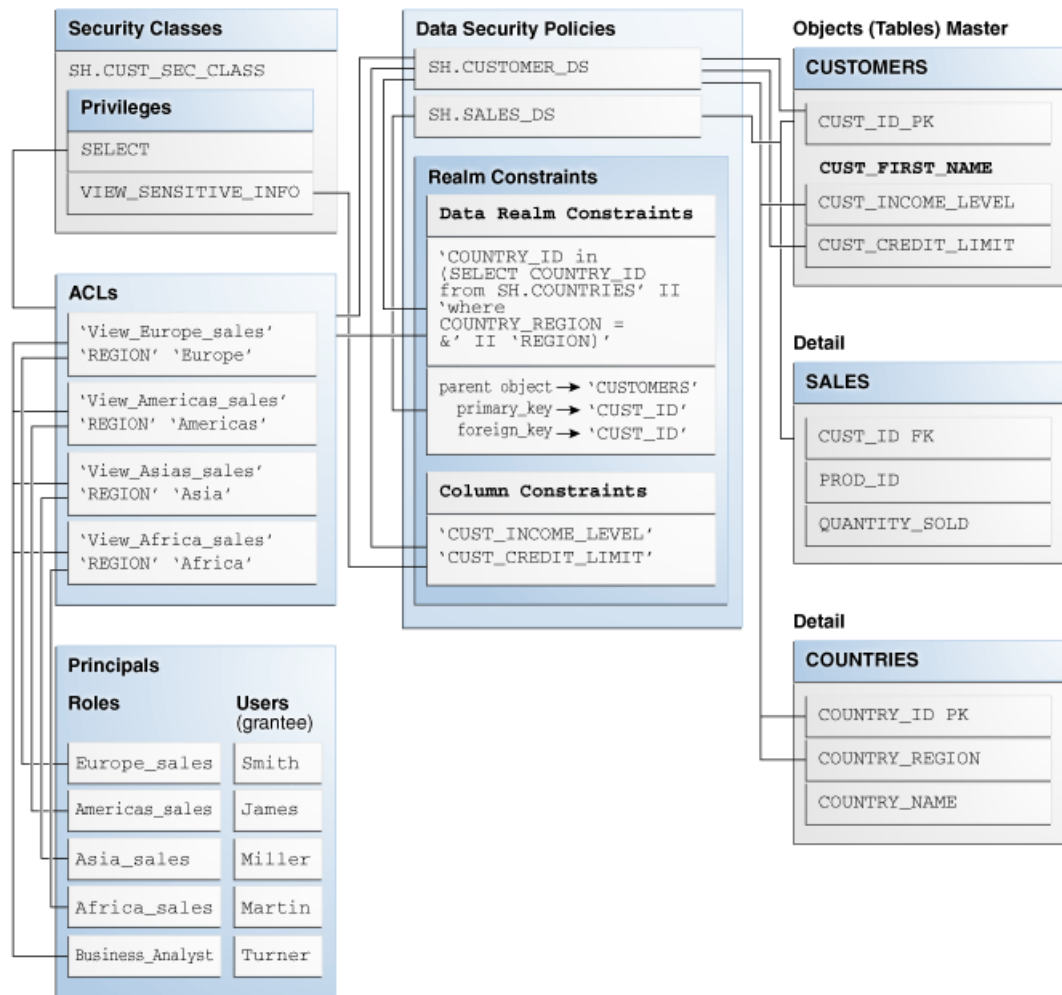 Security Classes
SH.CUST_SEC_CLASS
Privileges
SELECT
VIEW_SENSITIVE_INFO
ACLs
‘View_Europe_sales’
‘REGION’ ‘Europe’
‘View_Americas_sales’
‘REGION’ ‘Americas’
‘View_Asias_sales’
‘REGION’ ‘Asia’
‘View_Africa_sales’
‘REGION’ ‘Africa’
Principals
Roles
Users
(grantee)
Europe_sales
Smith
Americas_sales
James
Asia_sales
Miller
Africa_sales
Martin
Business_Analyst
Turner
Data Security Policies
SH.CUSTOMER_DS
SH.SALES_DS
Realm Constraints
Data Realm Constraints
‘COUNTRY_ID in
(SELECT COUNTRY_ID
from SH.COUNTRIES’ II
‘where
COUNTRY_REGION =
&’ II ‘REGION)’
parent object → ‘CUSTOMERS’
primary_key → ‘CUST_ID’
foreign_key → ‘CUST_ID’
Column Constraints
‘CUST_INCOME_LEVEL’
‘CUST_CREDIT_LIMIT’
Objects (Tables) Master
CUSTOMERS
CUST_ID_PK
CUST_FIRST_NAME
CUST_INCOME_LEVEL
CUST_CREDIT_LIMIT
Detail
SALES
CUST_ID FK
PROD_ID
QUANTITY_SOLD
Detail
COUNTRIES
COUNTRY_ID PK
COUNTRY_REGION
COUNTRY_NAME